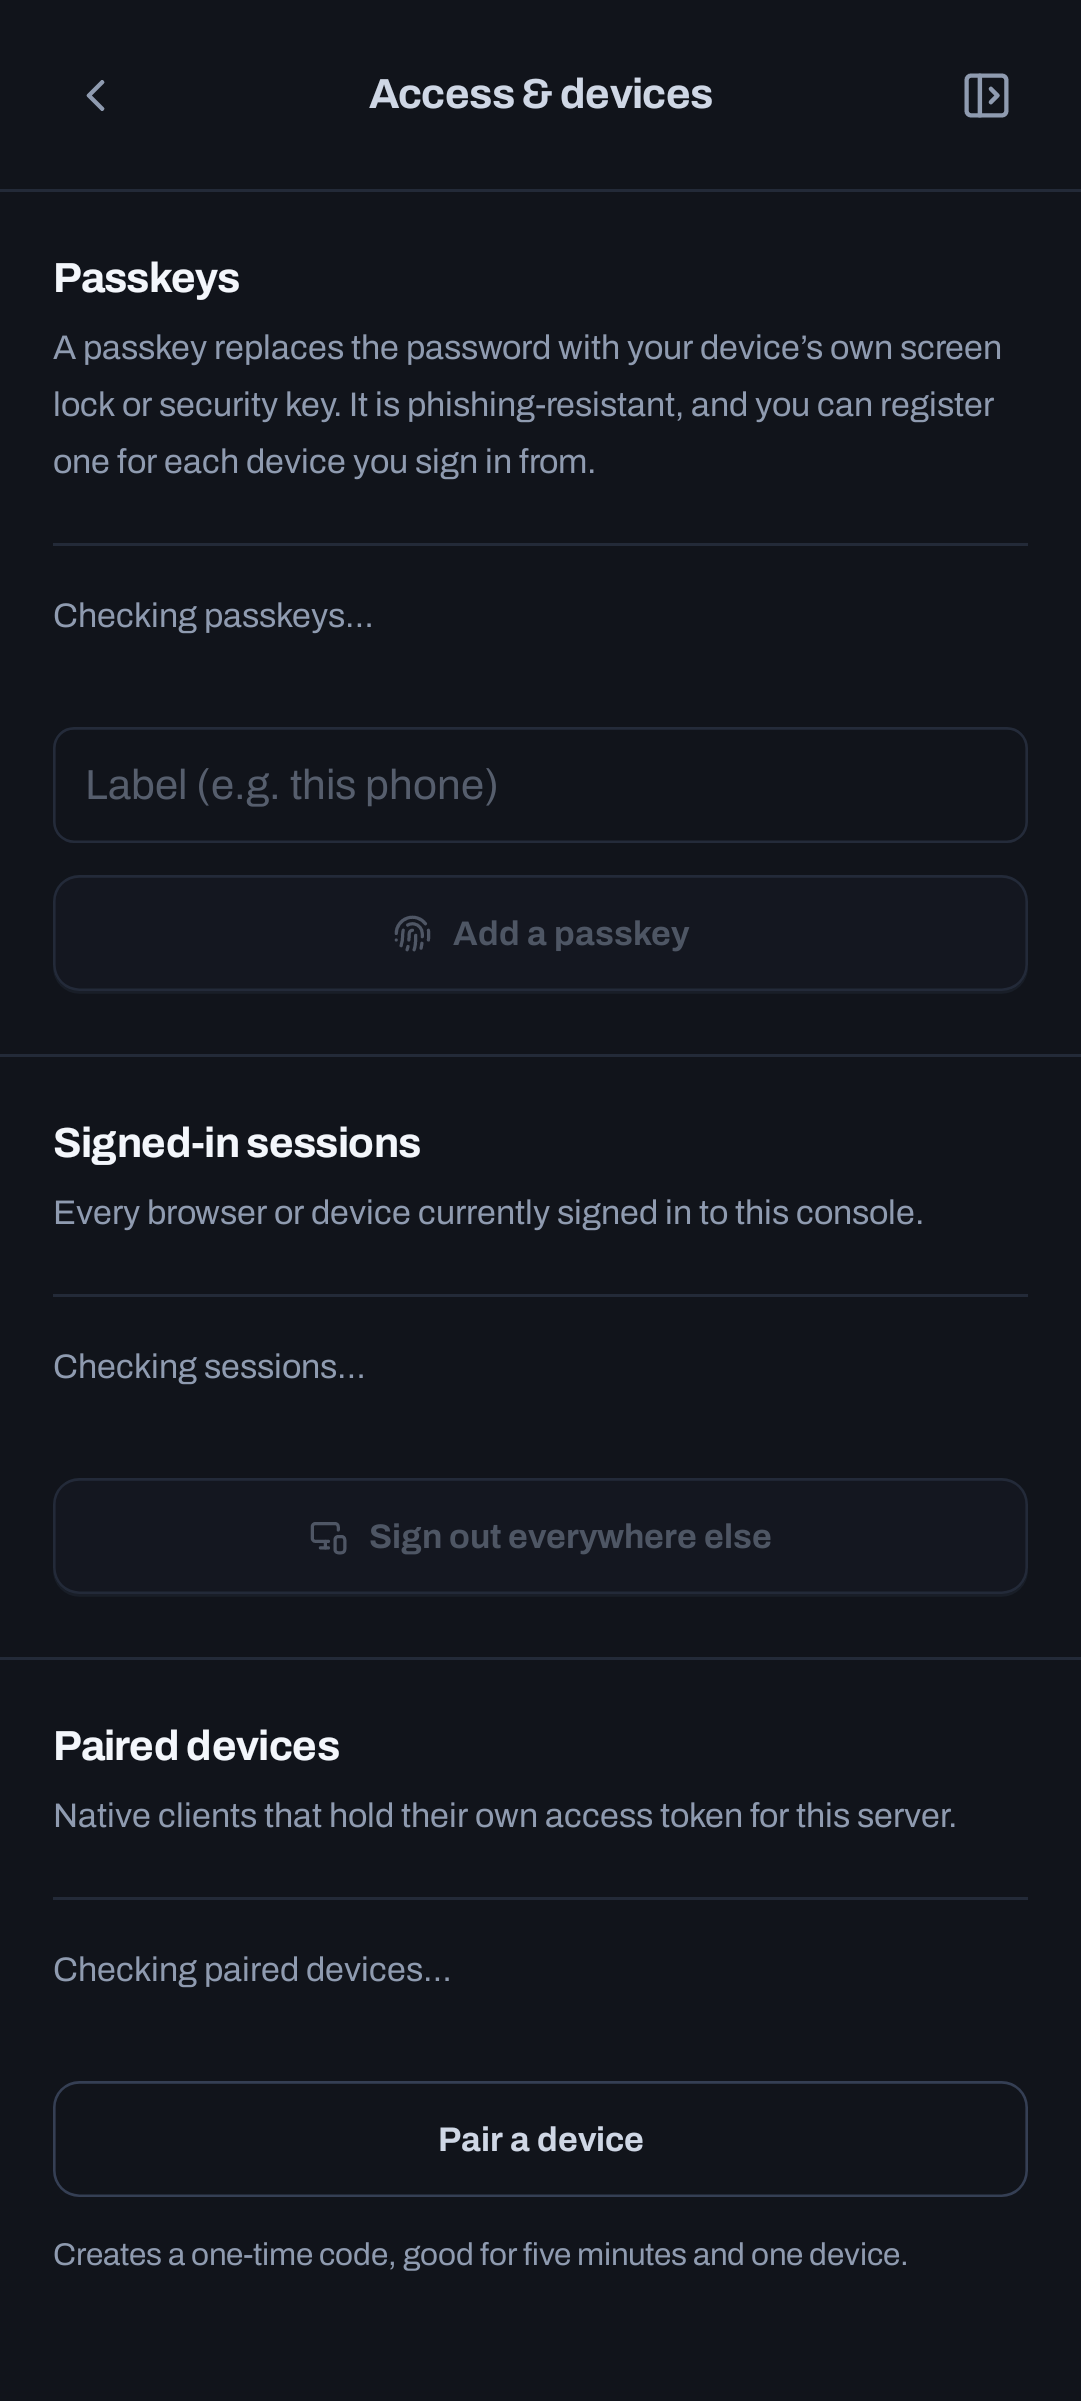 Access & devices
Passkeys
A passkey replaces the password with your device’s own screen
lock or security key. It is phishing-resistant, and you can register
one for each device you sign in from.
Checking passkeys…
Label (e.g. this phone)
Add a passkey
Signed-in sessions
Every browser or device currently signed in to this console.
Checking sessions…
Sign out everywhere else
Paired devices
Native clients that hold their own access token for this server.
Checking paired devices…
Pair a device
Creates a one-time code, good for five minutes and one device.